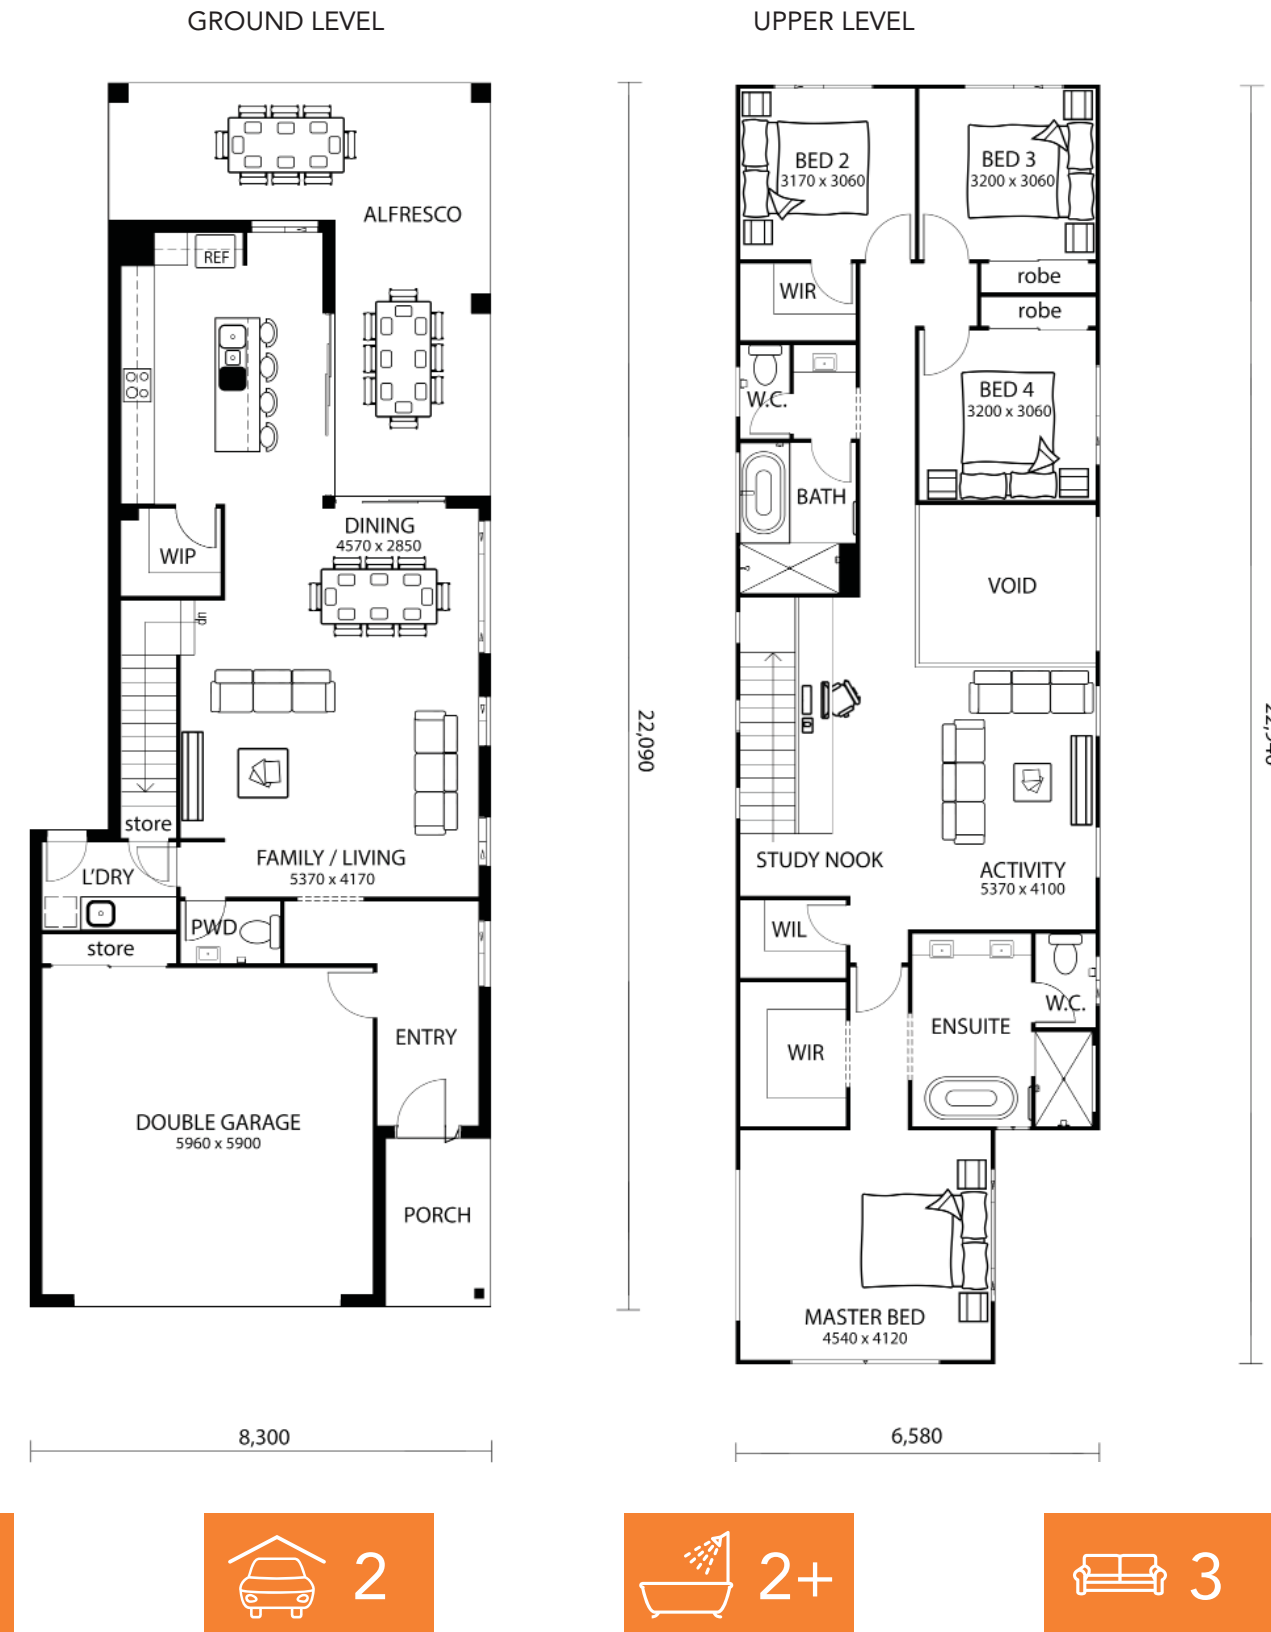 GROUND LEVEL
UPPER LEVEL
ALFRESCO
REF
DINING
4570 x 2850
WIP
up
store
FAMILY / LIVING
5370 x 4170
L'DRY
PWD
store
ENTRY
DOUBLE GARAGE
5960 x 5900
PORCH
8,300
22,090
BED 2
3170 x 3060
BED 3
3200 x 3060
WIR
robe
robe
W.C.
BED 4
3200 x 3060
BATH
VOID
STUDY NOOK
ACTIVITY
5370 x 4100
WIL
ENSUITE
W.C.
WIR
MASTER BED
4540 x 4120
6,580
2
2+
3